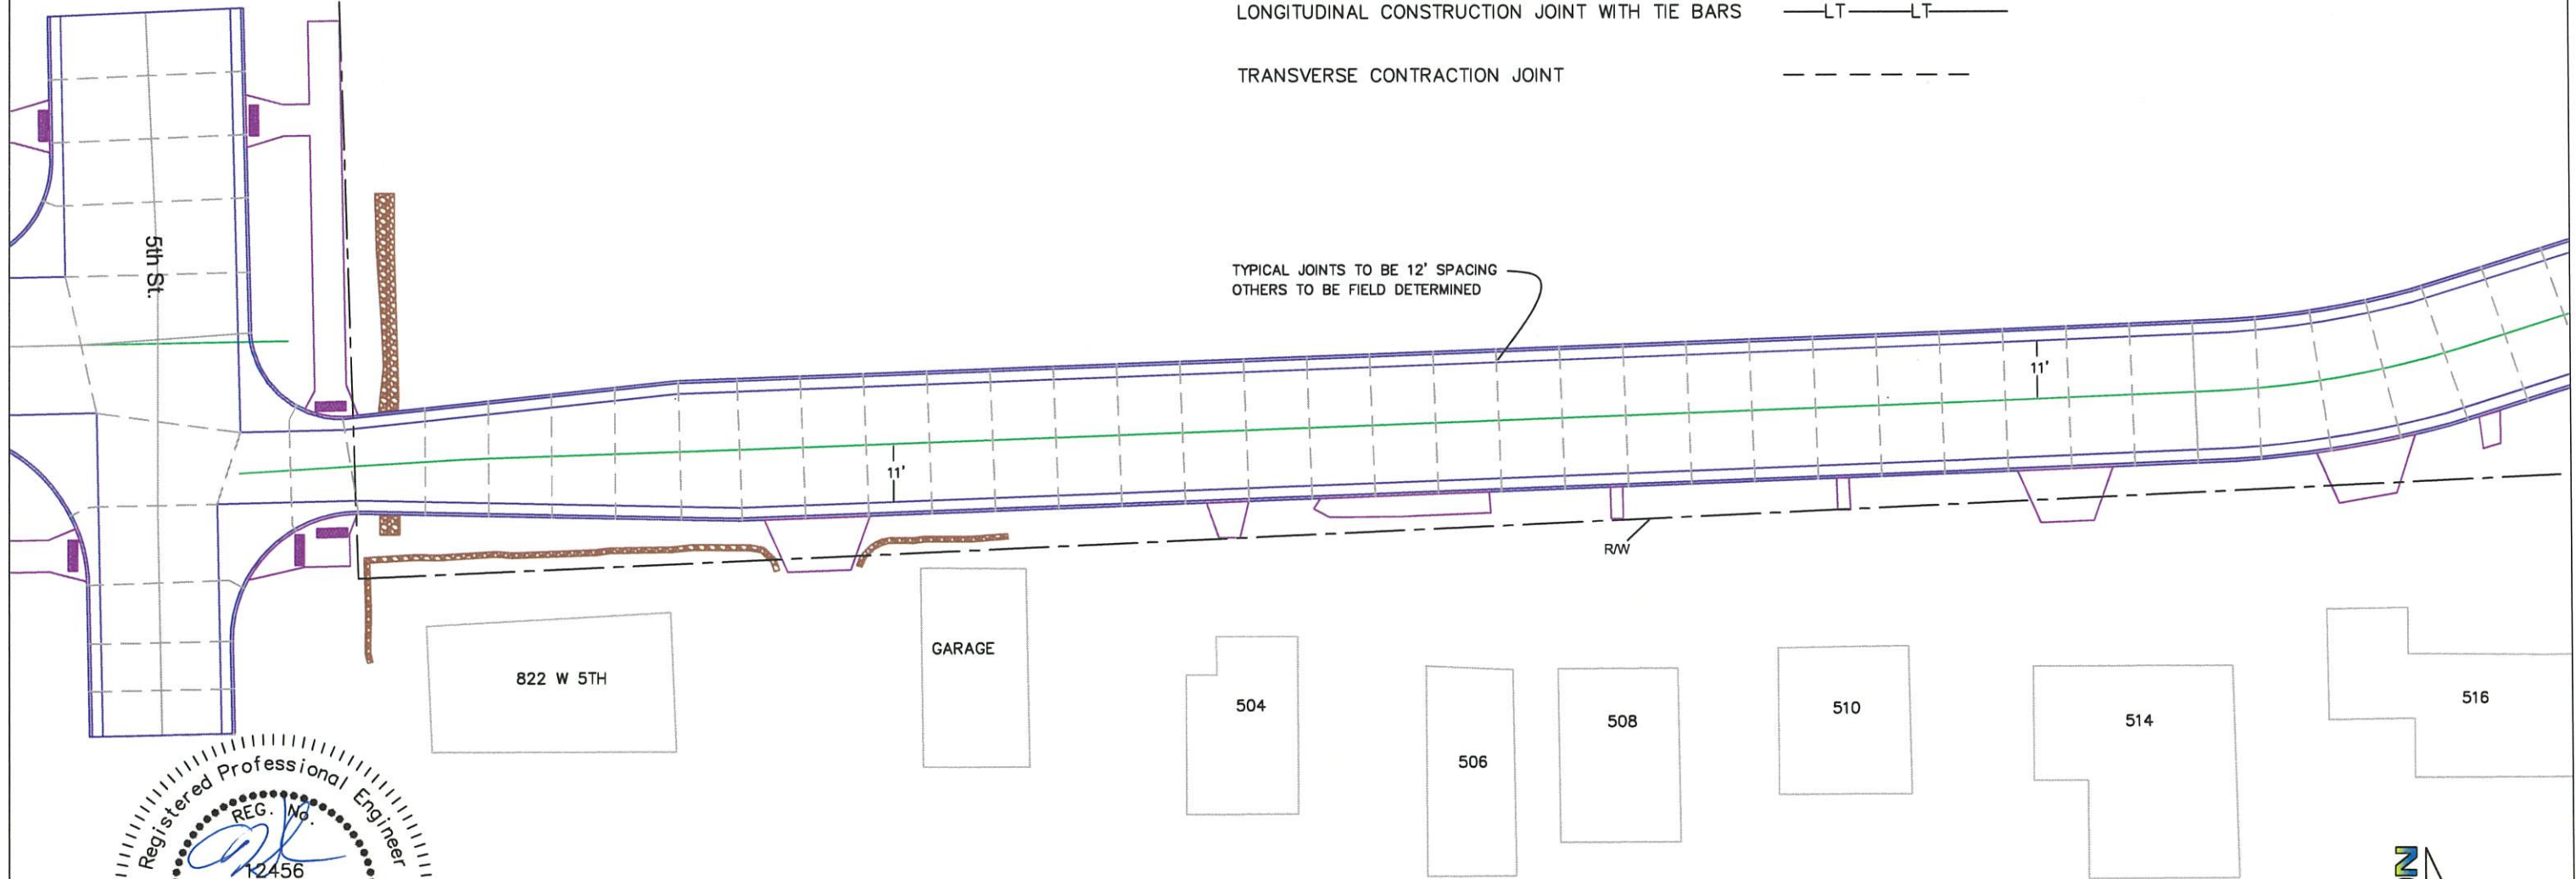 LONGITUDINAL CONSTRUCTION JOINT WITH TIE BARS
LT LT
TRANSVERSE CONTRACTION JOINT
5th St.
TYPICAL JOINTS TO BE 12' SPACING
OTHERS TO BE FIELD DETERMINED
11'
11'
R/W
822 W 5TH
GARAGE
504
506
508
510
514
516
Registered Professional Engineer
REG. No.
12456
N